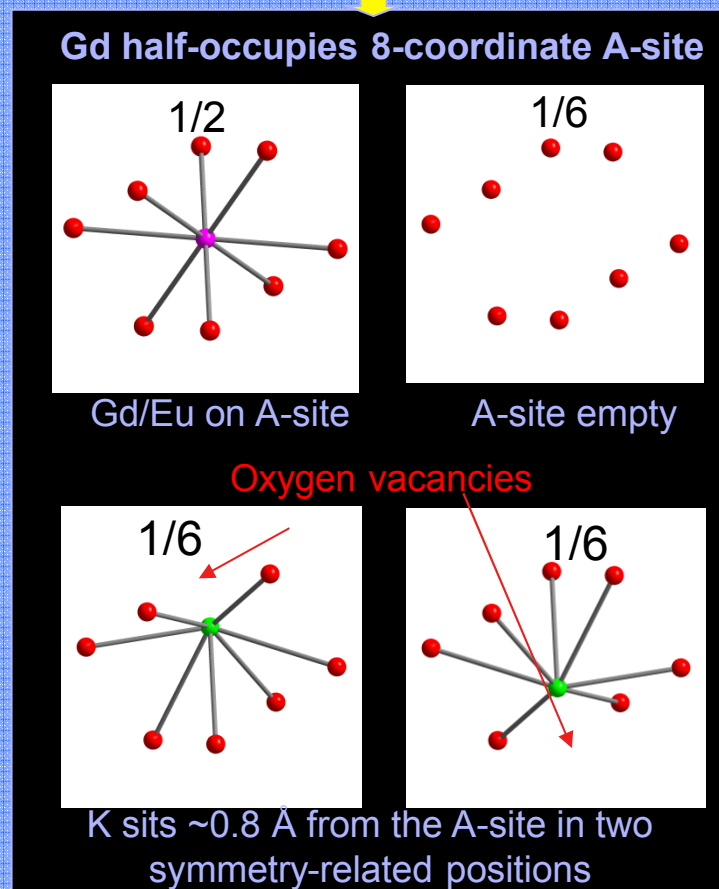 Gd half-occupies 8-coordinate A-site
1/2
1/6
Gd/Eu on A-site
A-site empty
Oxygen vacancies
1/6
1/6
K sits ~0.8 Å from the A-site in two
symmetry-related positions